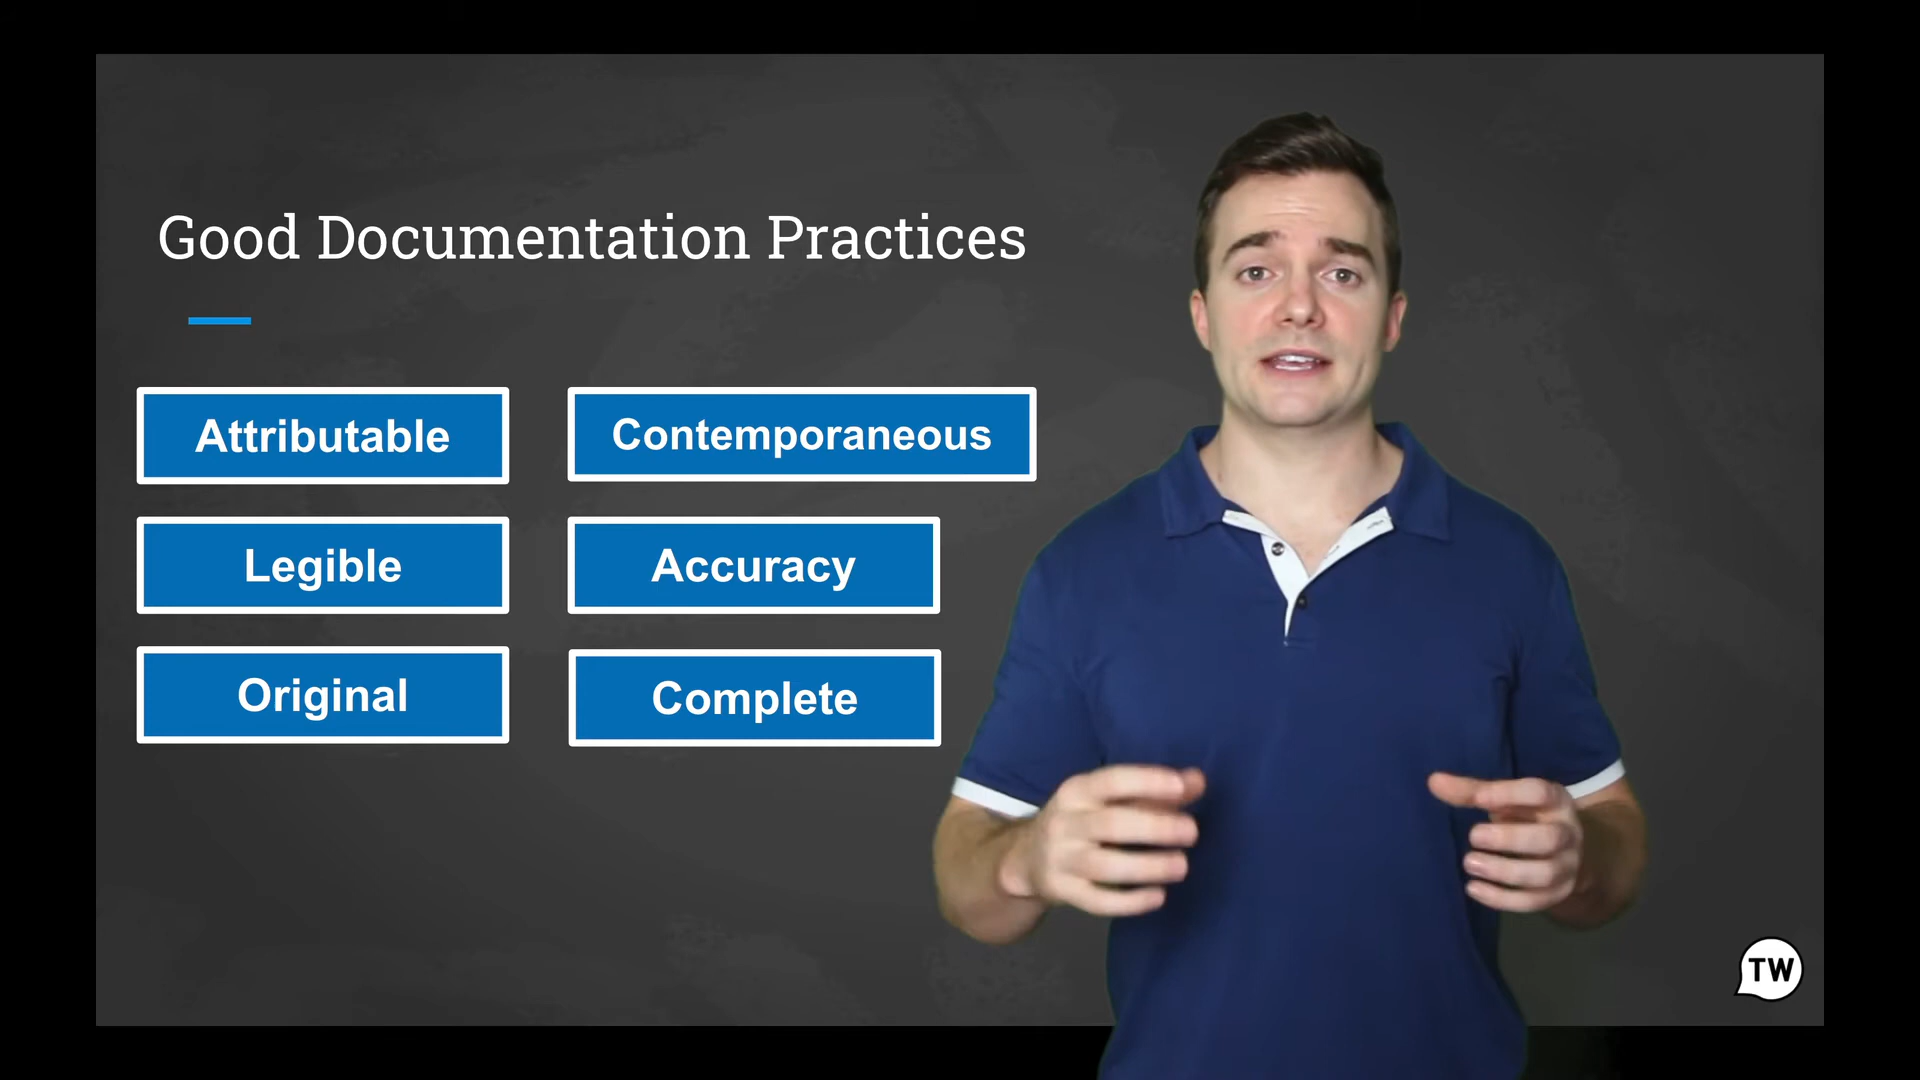 Good Documentation Practices
Attributable
Contemporaneous
Legible
Accuracy
Original
Complete
TW